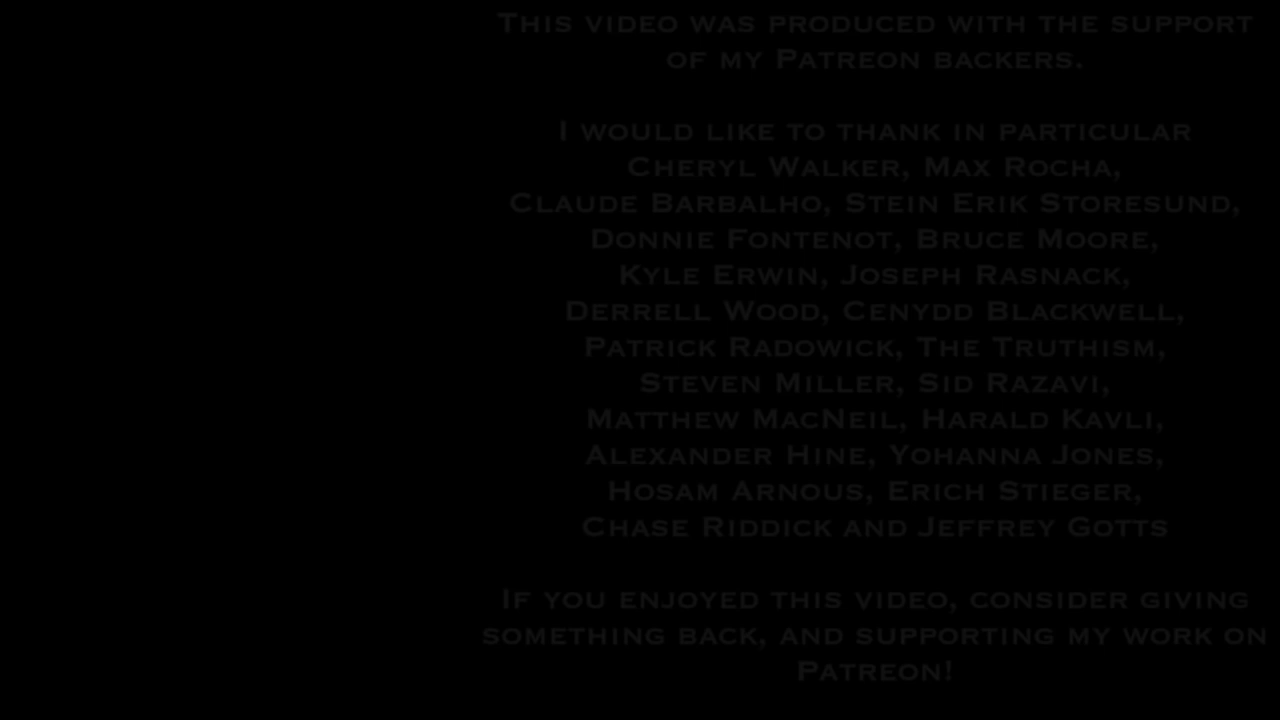 This video was produced with the support
of my Patreon backers.
I would like to thank in particular
Cheryl Walker, Max Rocha,
Claude Barbalho, Stein Erik Storesund,
Donnie Fontenot, Bruce Moore,
Kyle Erwin, Joseph Rasnack,
Derrell Wood, Cenydd Blackwell,
Patrick Radowick, The Truthism,
Steven Miller, Sid Razavi,
Matthew MacNeil, Harald Kavli,
Alexander Hine, Yohanna Jones,
Hosam Arnous, Erich Stieger,
Chase Riddick and Jeffrey Gotts
If you enjoyed this video, consider giving
something back, and supporting my work on
Patreon!